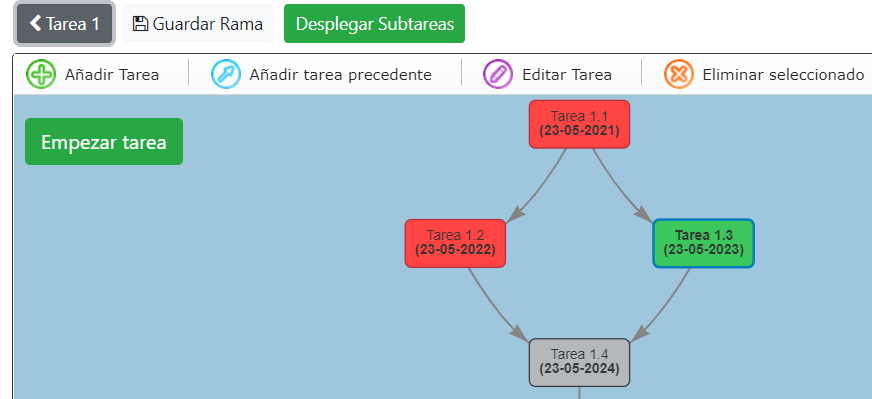 Tarea 1 Guardar Rama Desplegar Subtareas
Añadir Tarea Añadir tarea precedente Editar Tarea Eliminar seleccionado
Empezar tarea
Tarea 1.1
(23-05-2021)
Tarea 1.2
(23-05-2022)
Tarea 1.3
(23-05-2023)
Tarea 1.4
(23-05-2024)